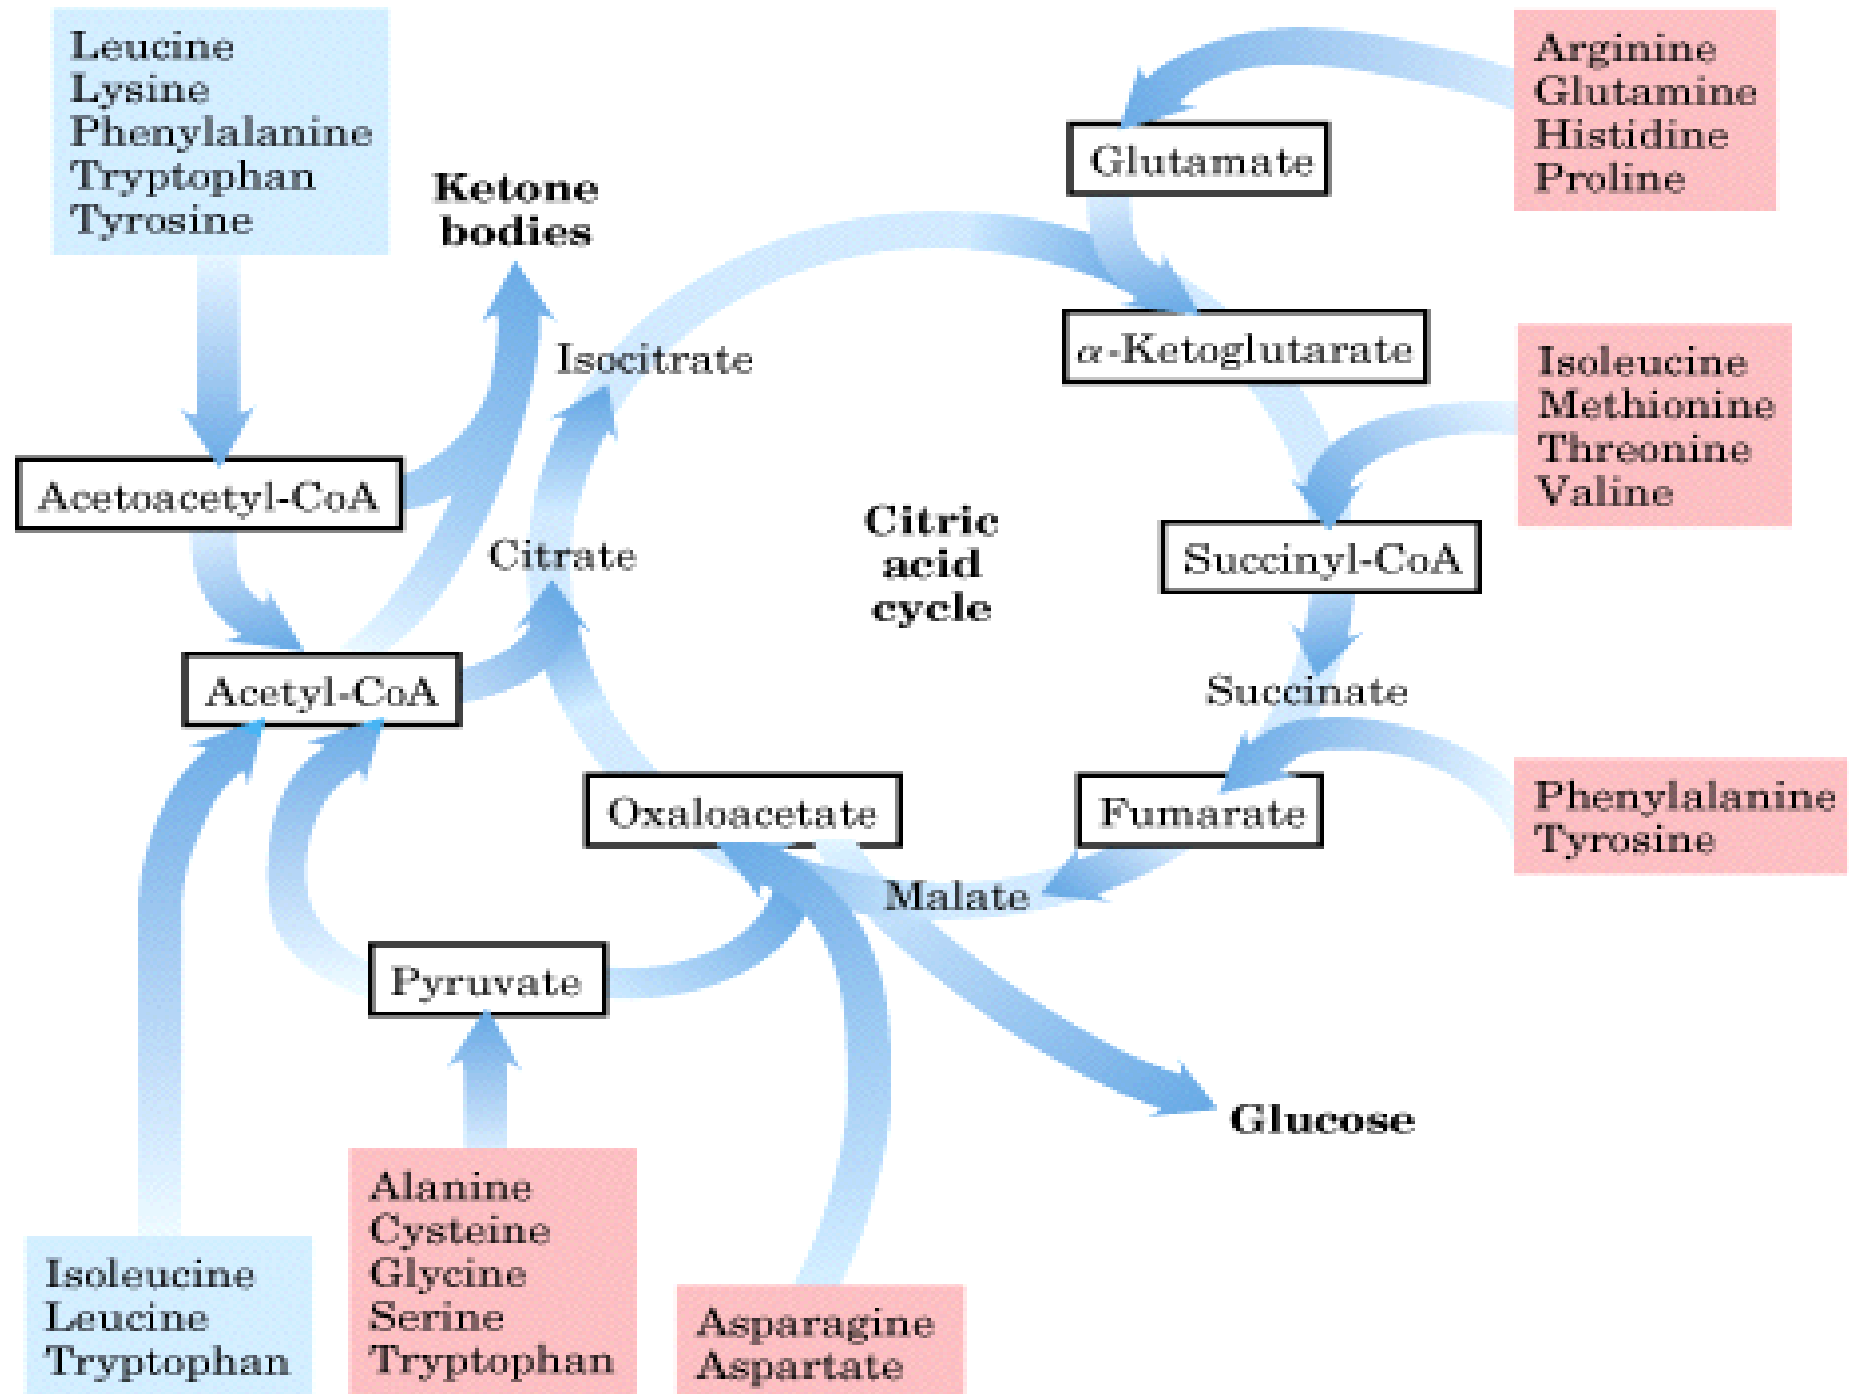 Leucine
Lysine
Phenylalanine
Tryptophan
Tyrosine
Ketone
bodies
Arginine
Glutamine
Histidine
Proline
Glutamate
Isocitrate
α-Ketoglutarate
Isoleucine
Methionine
Threonine
Valine
Acetoacetyl-CoA
Citric
acid
cycle
Citrate
Succinyl-CoA
Acetyl-CoA
Succinate
Oxaloacetate
Fumarate
Phenylalanine
Tyrosine
Malate
Pyruvate
Glucose
Isoleucine
Leucine
Tryptophan
Alanine
Cysteine
Glycine
Serine
Tryptophan
Asparagine
Aspartate